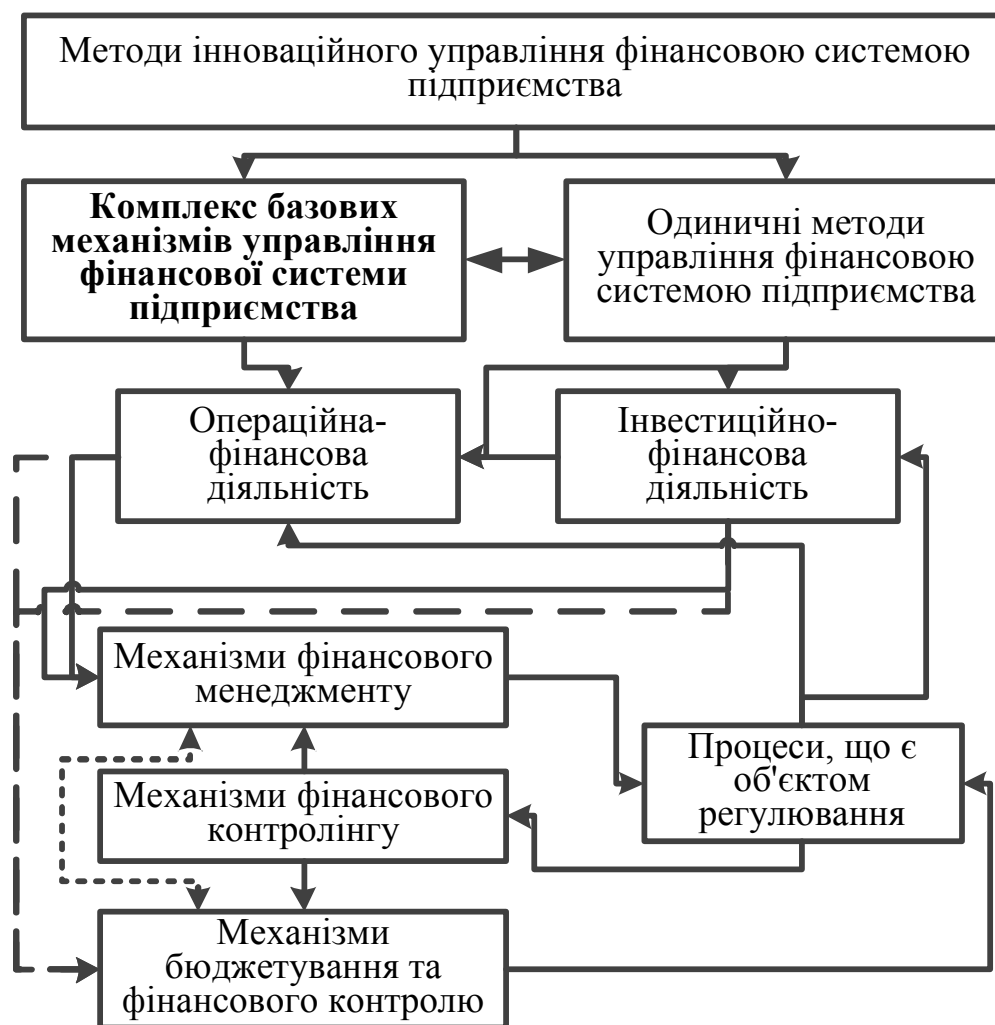 Методи інноваційного управління фінансовою системою
підприємства
Комплекс базових
механізмів управління
фінансової системи
підприємства
Одиничні методи
управління фінансовою
системою підприємства
Операційна-
фінансова
діяльність
Інвестиційно-
фінансова
діяльність
Механізми фінансового
менеджменту
Процеси, що є
об'єктом
регулювання
Механізми фінансового
контролінгу
Механізми
бюджетування та
фінансового контролю